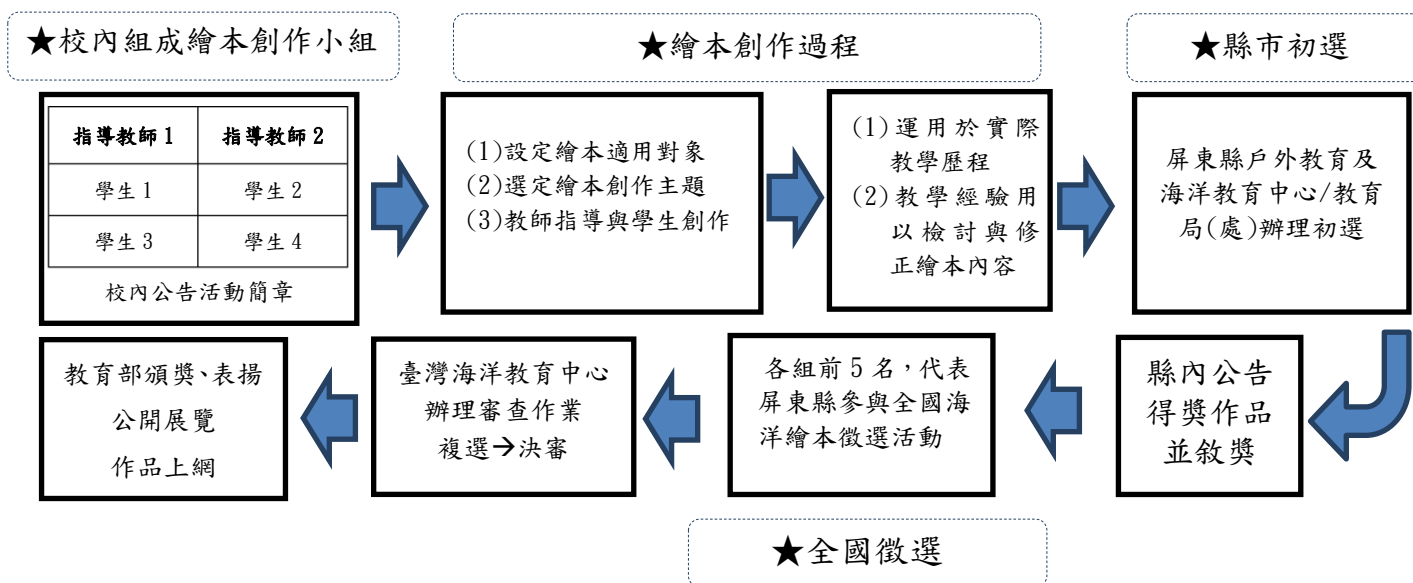 ★校內組成繪本創作小組
★繪本創作過程
★縣市初選
指導教師1 指導教師2
學生1 學生2
學生3 學生4
校內公告活動簡章
(1)設定繪本適用對象
(2)選定繪本創作主題
(3)教師指導與學生創作
(1)運用於實際
教學歷程
(2)教學經驗用
以檢討與修
正繪本內容
屏東縣戶外教育及
海洋教育中心/教育
局(處)辦理初選
縣內公告
得獎作品
並敘獎
各組前5名，代表
屏東縣參與全國海
洋繪本徵選活動
臺灣海洋教育中心
辦理審查作業
複選→決審
教育部頒獎、表揚
公開展覽
作品上網
★全國徵選